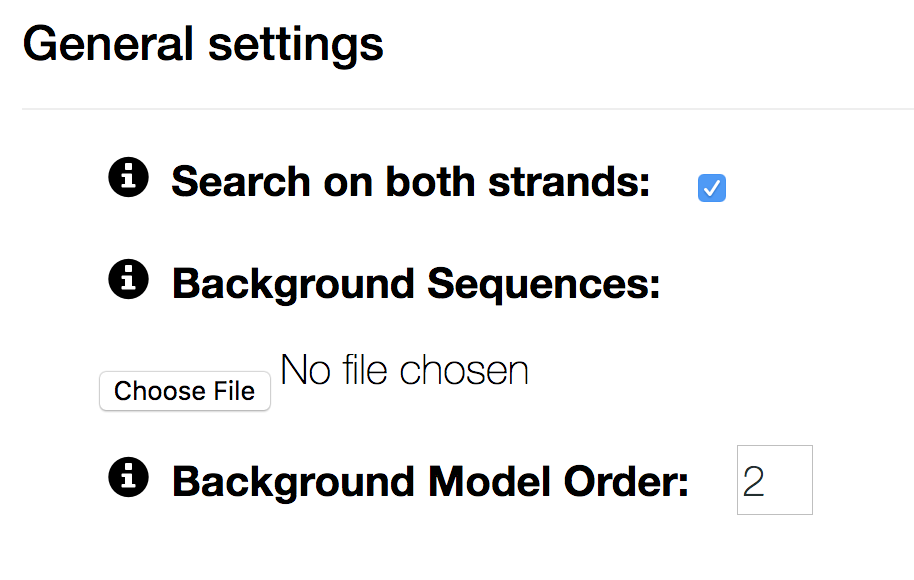 General settings
Search on both strands:
Background Sequences:
Choose File No file chosen
Background Model Order: 2